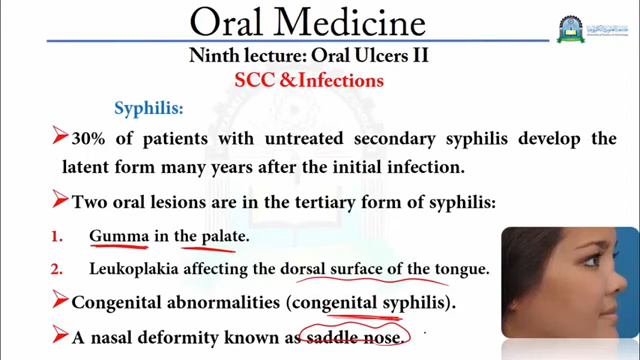 Oral Medicine
Ninth lecture: Oral Ulcers II
SCC &Infections
Syphilis:
30% of patients with untreated secondary syphilis develop the
latent form many years after the initial infection.
Two oral lesions are in the tertiary form of syphilis:
1. Gumma in the palate.
2. Leukoplakia affecting the dorsal surface of the tongue.
Congenital abnormalities (congenital syphilis).
A nasal deformity known as saddle nose.